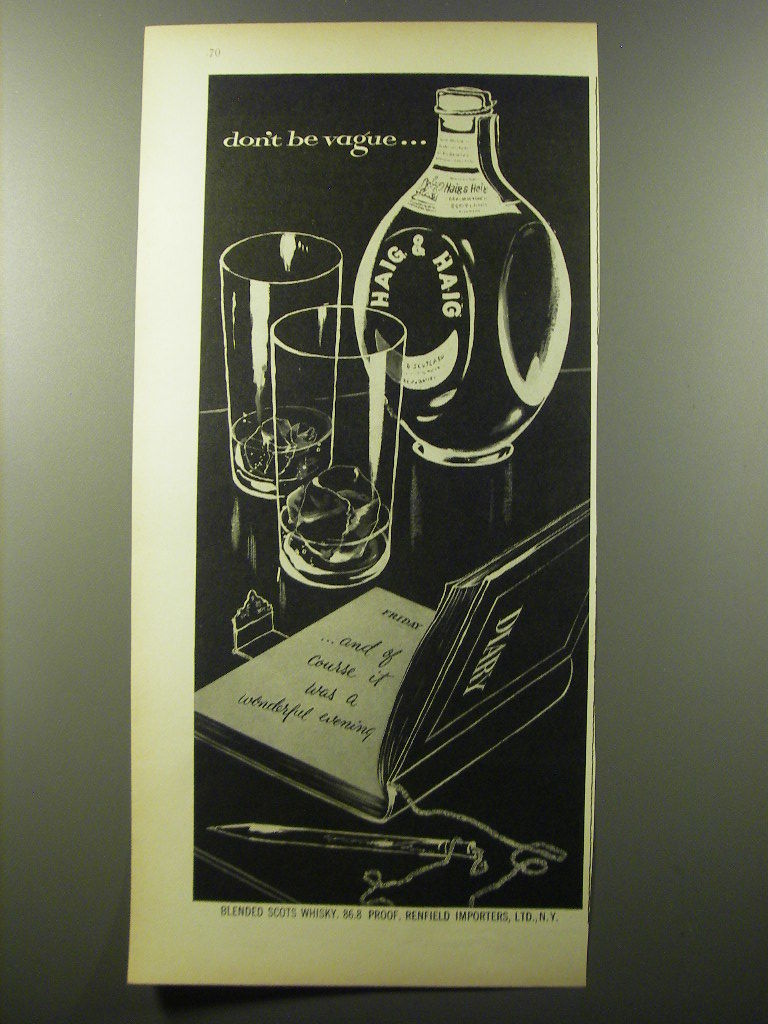 70
don't be vague...
Haig & Haig
HAIG & HAIG
FRIDAY
...and of
course it
was a
wonderful evening
DIARY
BLENDED SCOTS WHISKY. 86.8 PROOF. RENFIELD IMPORTERS, LTD., N.Y.